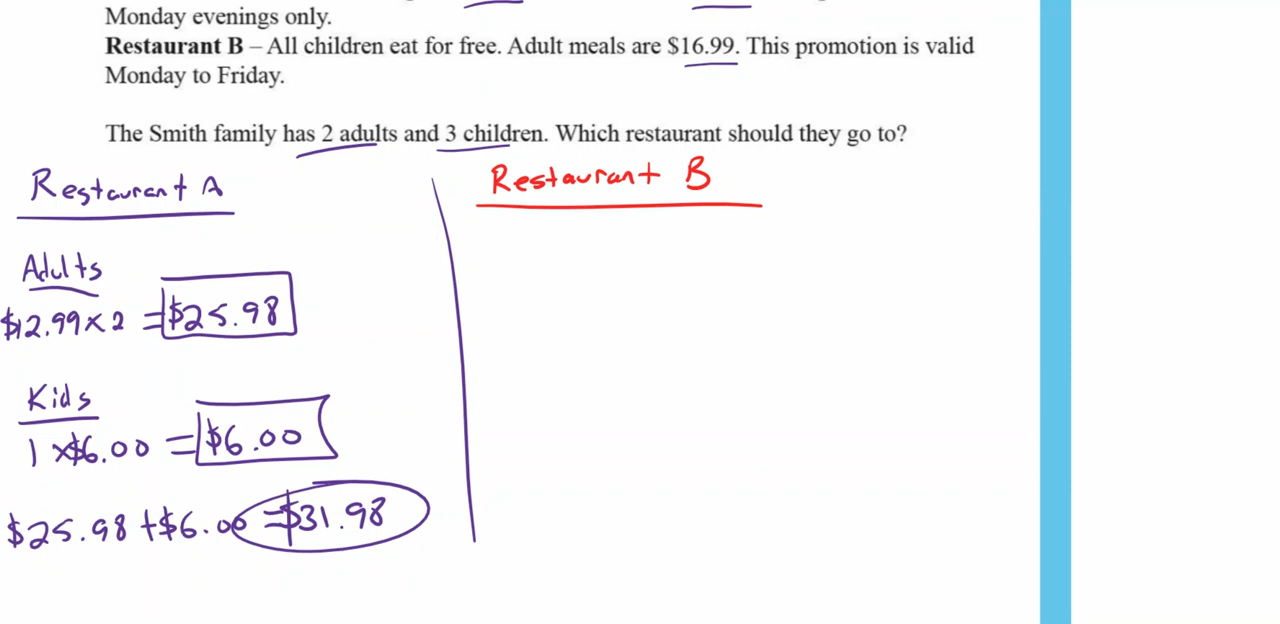 Monday evenings only.
Restaurant B – All children eat for free. Adult meals are $16.99. This promotion is valid
Monday to Friday.
The Smith family has 2 adults and 3 children. Which restaurant should they go to?
Restaurant A
Adults
$12.99 × 2 = $25.98
Kids
1 × $6.00 = $6.00
$25.98 + $6.00 = $31.98
Restaurant B